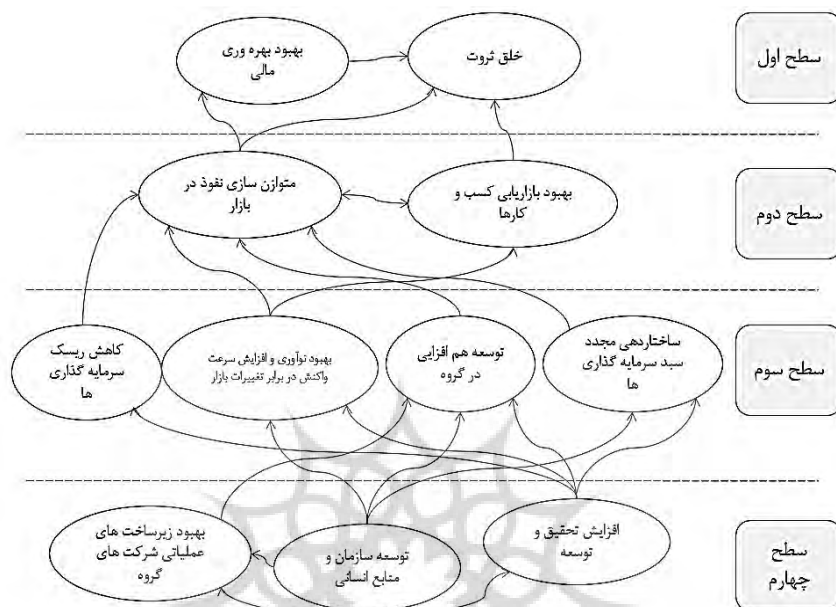 سطح اول
خلق ثروت
بهبود بهره وری
مالی
سطح دوم
بهبود بازاریابی کسب و
کارها
متوازن سازی نفوذ در
بازار
سطح سوم
ساختاردهی مجدد
سبد سرمایه گذاری
ها
توسعه هم افزایی
در گروه
بهبود نوآوری و افزایش سرعت
واکنش در برابر تغییرات بازار
کاهش ریسک
سرمایه گذاری
ها
سطح
چهارم
افزایش تحقیق و
توسعه
توسعه سازمان و
منابع انسانی
بهبود زیرساخت های
عملیاتی شرکت های
گروه